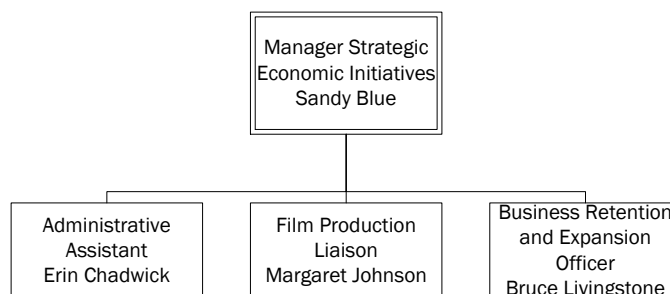 Manager Strategic
Economic Initiatives
Sandy Blue
Administrative
Assistant
Erin Chadwick
Film Production
Liaison
Margaret Johnson
Business Retention
and Expansion
Officer
Bruce Livingstone